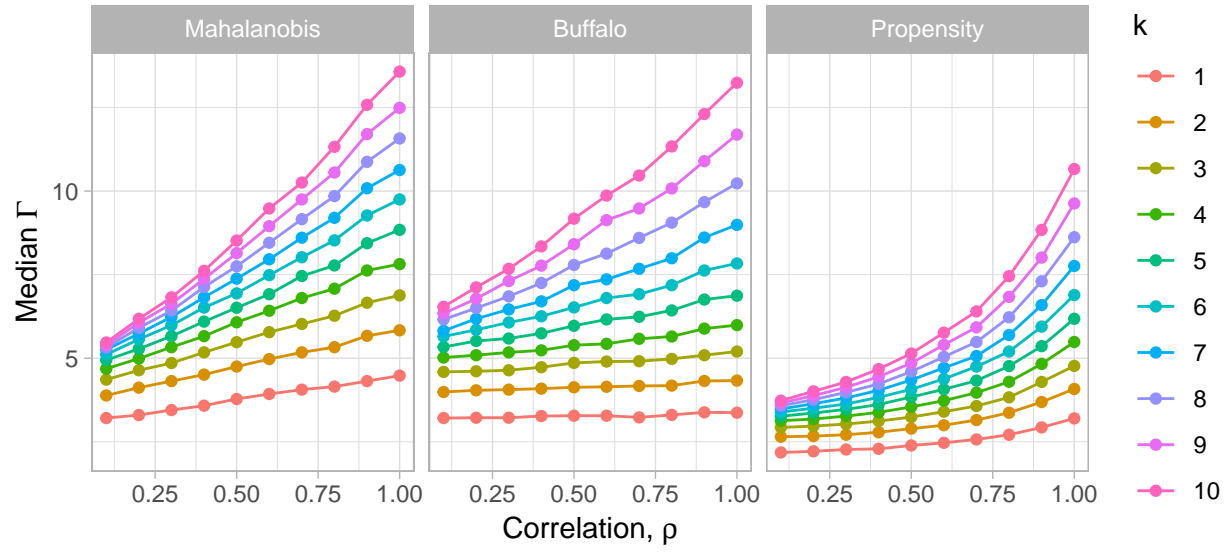 Mahalanobis Buffalo Propensity
k
1
2
3
4
5
6
7
8
9
10
Median Γ
10
5
0.25 0.50 0.75 1.00 0.25 0.50 0.75 1.00 0.25 0.50 0.75 1.00
Correlation, ρ